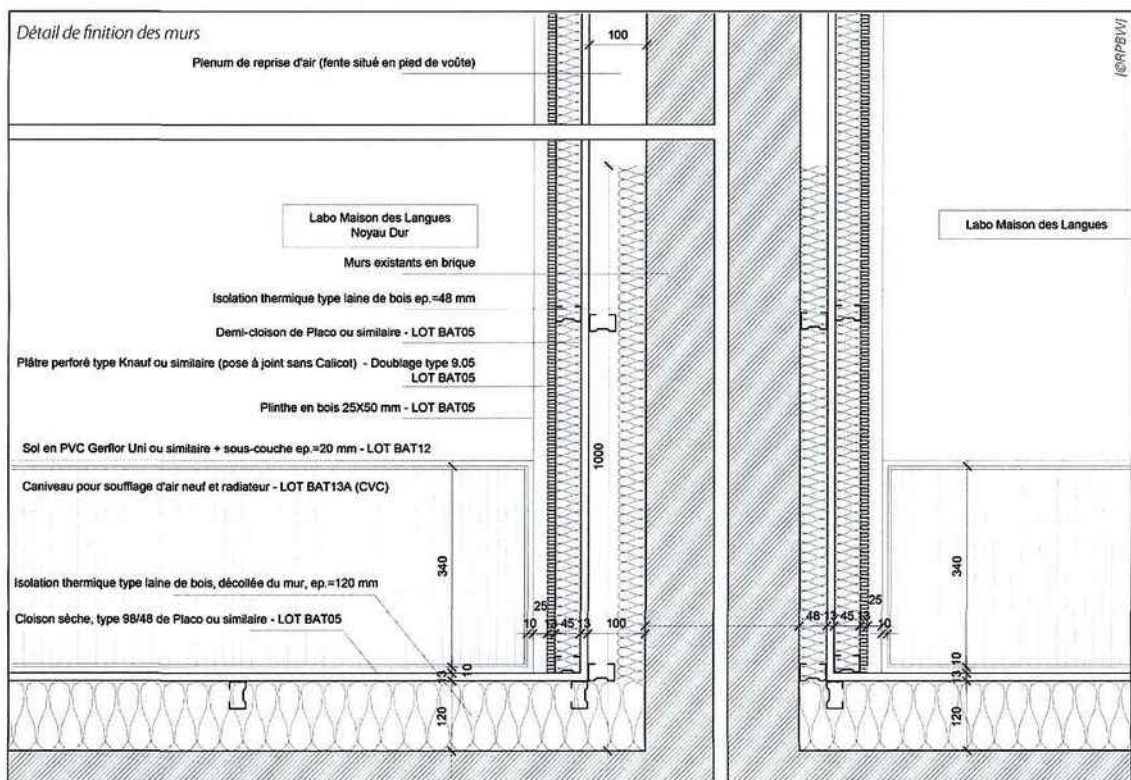 Détail de finition des murs
100
|©RPBW|
Plenum de reprise d'air (fente situé en pied de voûte)
Labo Maison des Langues
Noyau Dur
Labo Maison des Langues
Murs existants en brique
Isolation thermique type laine de bois ep.=48 mm
Demi-cloison de Placo ou similaire - LOT BAT05
Plâtre perforé type Knauf ou similaire (pose à joint sans Calicot) - Doublage type 9.05
LOT BAT05
Plinthe en bois 25X50 mm - LOT BAT05
1000
Sol en PVC Gerflor Uni ou similaire + sous-couche ep.=20 mm - LOT BAT12
Caniveau pour soufflage d'air neuf et radiateur - LOT BAT13A (CVC)
340
340
Isolation thermique type laine de bois, décollée du mur, ep.=120 mm
25
10
13
45
13
100
48
13
45
13
25
10
Cloison sèche, type 98/48 de Placo ou similaire - LOT BAT05
13
10
13
10
120
120